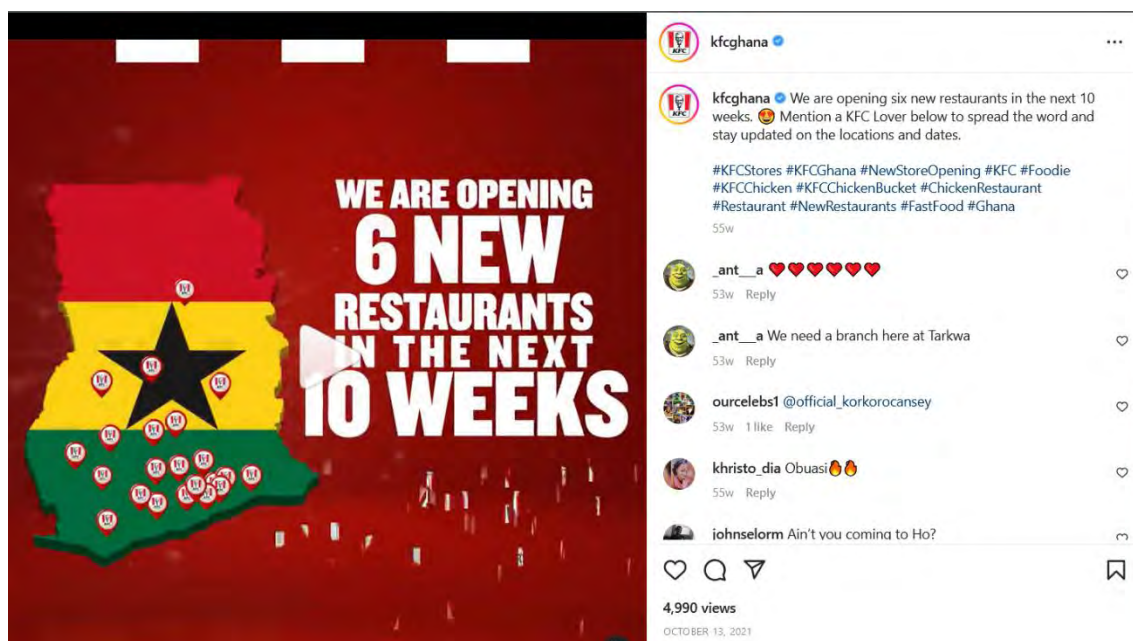 WE ARE OPENING
6 NEW
RESTAURANTS
IN THE NEXT
10 WEEKS
kfcghana
kfcghana We are opening six new restaurants in the next 10
weeks. 😍 Mention a KFC Lover below to spread the word and
stay updated on the locations and dates.
#KFCStores #KFCGhana #NewStoreOpening #KFC #Foodie
#KFCChicken #KFCChickenBucket #ChickenRestaurant
#Restaurant #NewRestaurants #FastFood #Ghana
55w
_ant__a ❤️❤️❤️❤️❤️❤️
53w Reply
_ant__a We need a branch here at Tarkwa
53w Reply
ourcelebs1 @official_korkorocansey
53w 1 like Reply
khristo_dia Obuasi🔥🔥
55w Reply
johnselorm Ain't you coming to Ho?
4,990 views
OCTOBER 13, 2021
KFC
KFC